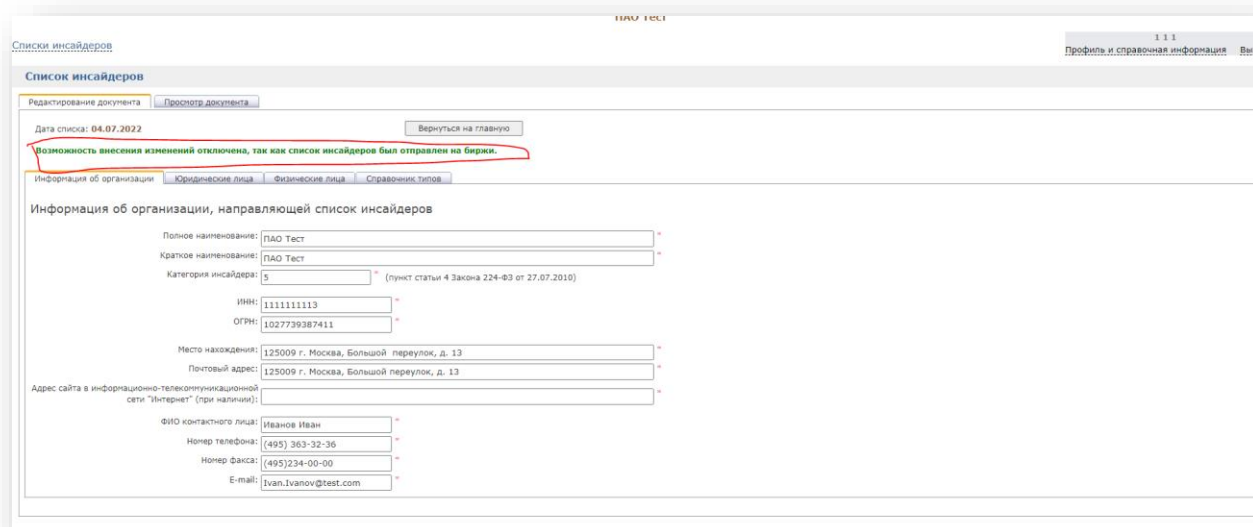 ПАО Тест
Списки инсайдеров
1 1 1
Профиль и справочная информация
Список инсайдеров
Редактирование документа Просмотр документа
Дата списка: 04.07.2022 Вернуться на главную
Возможность внесения изменений отключена, так как список инсайдеров был отправлен на биржи.
Информация об организации Юридические лица Физические лица Справочник типов
Информация об организации, направляющей список инсайдеров
Полное наименование: ПАО Тест *
Краткое наименование: ПАО Тест *
Категория инсайдера: 5 * (пункт статьи 4 Закона 224-ФЗ от 27.07.2010)
ИНН: 1111111113 *
ОГРН: 1027739387411 *
Место нахождения: 125009 г. Москва, Большой переулок, д. 13 *
Почтовый адрес: 125009 г. Москва, Большой переулок, д. 13 *
Адрес сайта в информационно-телекоммуникационной
сети "Интернет" (при наличии): *
ФИО контактного лица: Иванов Иван *
Номер телефона: (495) 363-32-36 *
Номер факса: (495)234-00-00 *
E-mail: Ivan.Ivanov@test.com *